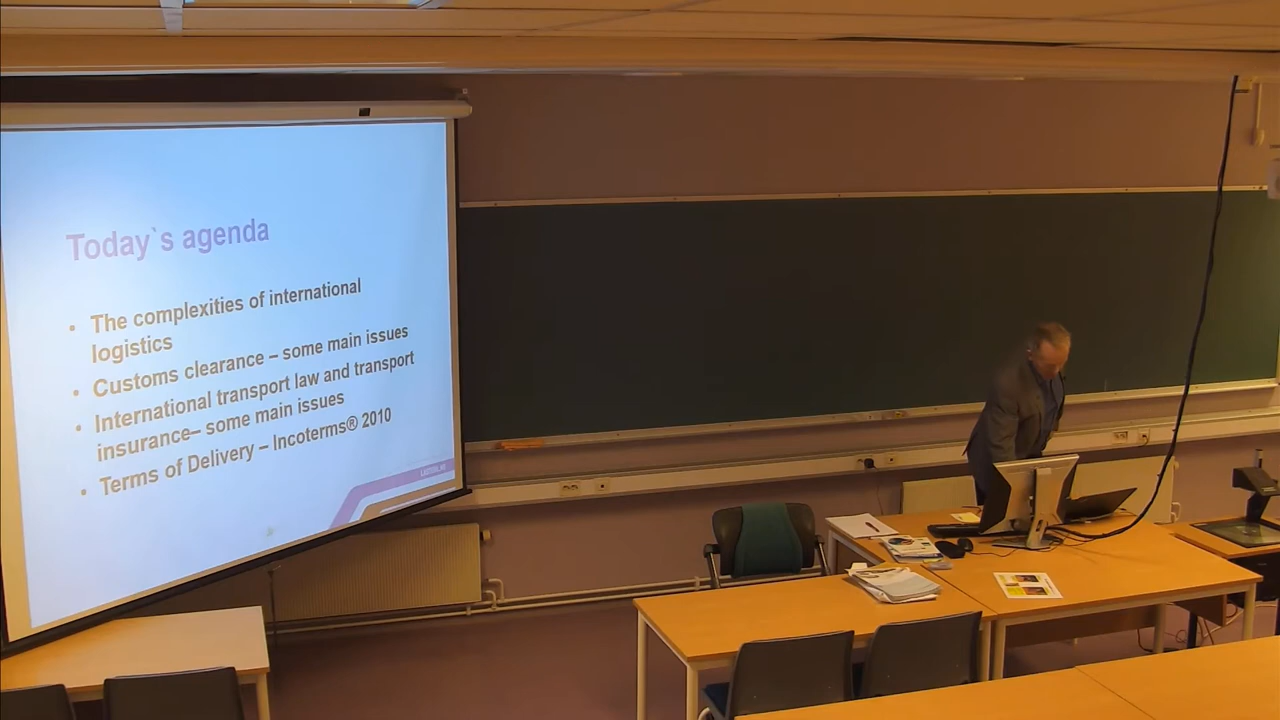 Today`s agenda
• The complexities of international
logistics
• Customs clearance – some main issues
• International transport law and transport
insurance– some main issues
• Terms of Delivery – Incoterms® 2010